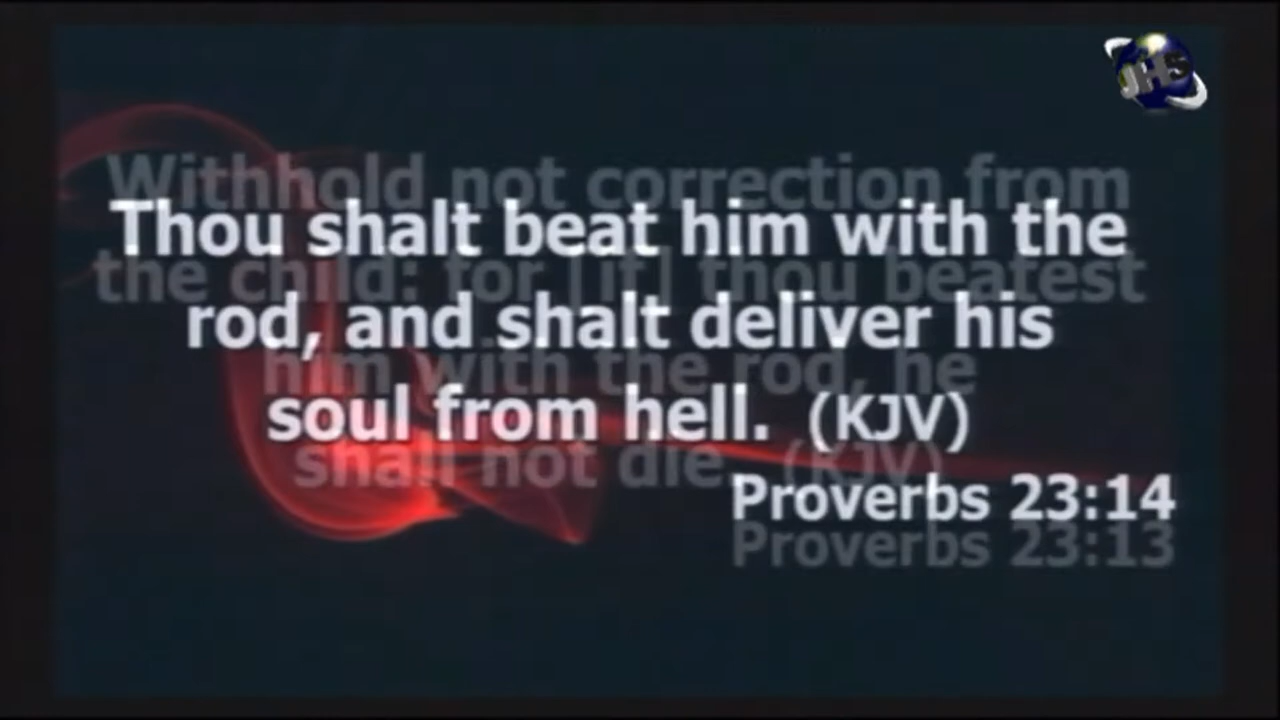 JHS
Withhold not correction from
the child: for [if] thou beatest
him with the rod, he
shall not die. (KJV)
Proverbs 23:13
Thou shalt beat him with the
rod, and shalt deliver his
soul from hell. (KJV)
Proverbs 23:14